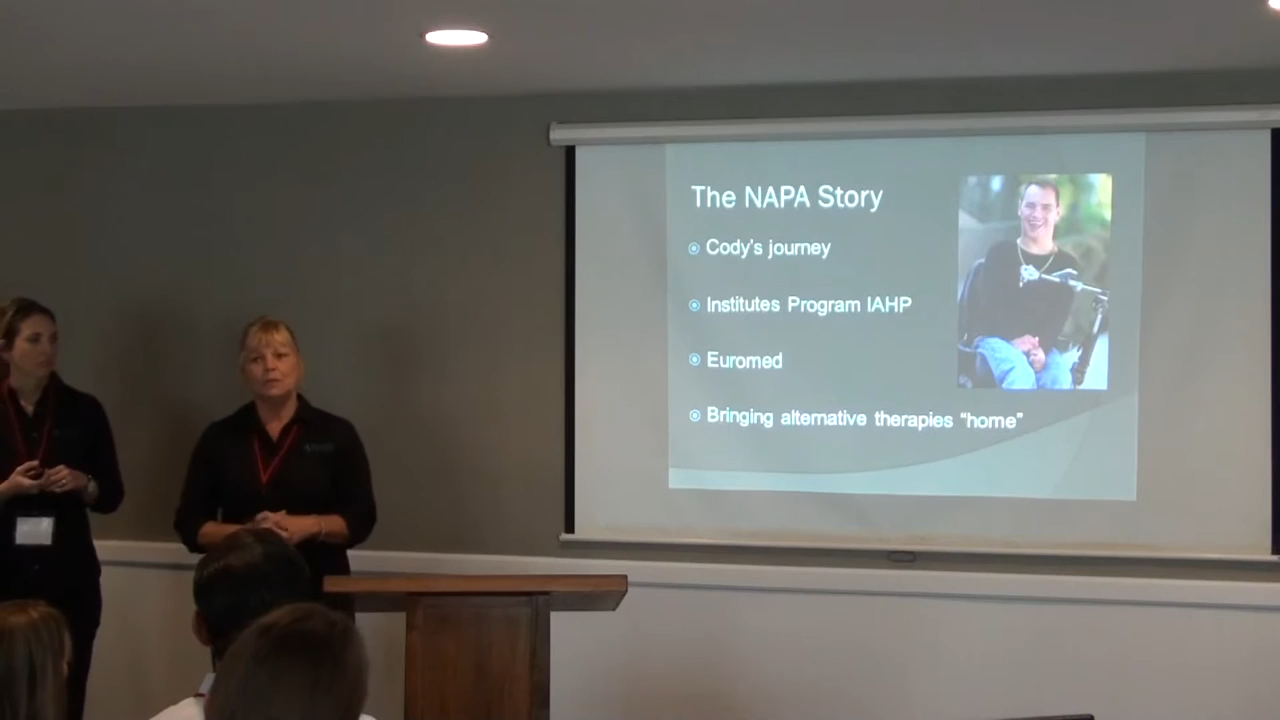 The NAPA Story
Cody's journey
Institutes Program IAHP
Euromed
Bringing alternative therapies “home”